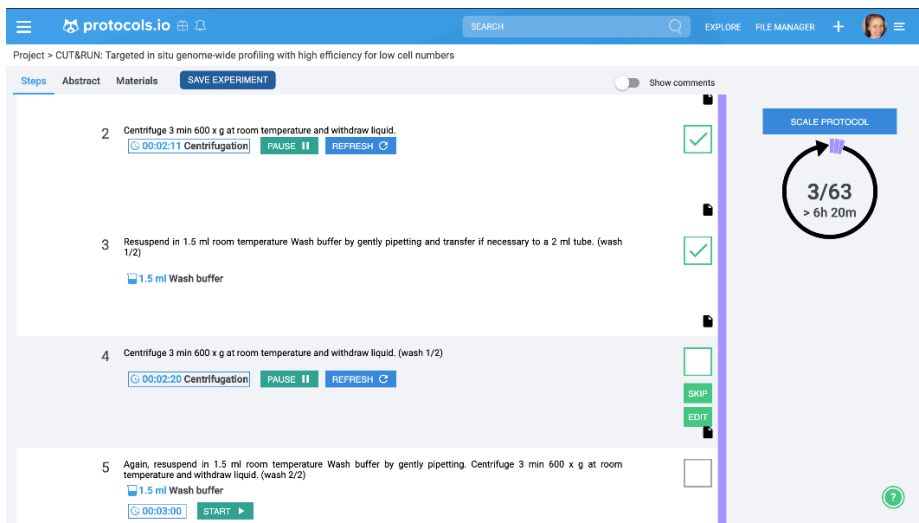 protocols.io
SEARCH
EXPLORE FILE MANAGER +
Project > CUT&RUN: Targeted in situ genome-wide profiling with high efficiency for low cell numbers
Steps Abstract Materials SAVE EXPERIMENT
Show comments
SCALE PROTOCOL
3/63
> 6h 20m
2 Centrifuge 3 min 600 x g at room temperature and withdraw liquid.
00:02:11 Centrifugation PAUSE REFRESH
3 Resuspend in 1.5 ml room temperature Wash buffer by gently pipetting and transfer if necessary to a 2 ml tube. (wash
1/2)
1.5 ml Wash buffer
4 Centrifuge 3 min 600 x g at room temperature and withdraw liquid. (wash 1/2)
00:02:20 Centrifugation PAUSE REFRESH
SKIP
EDIT
5 Again, resuspend in 1.5 ml room temperature Wash buffer by gently pipetting. Centrifuge 3 min 600 x g at room
temperature and withdraw liquid. (wash 2/2)
1.5 ml Wash buffer
00:03:00 START
?